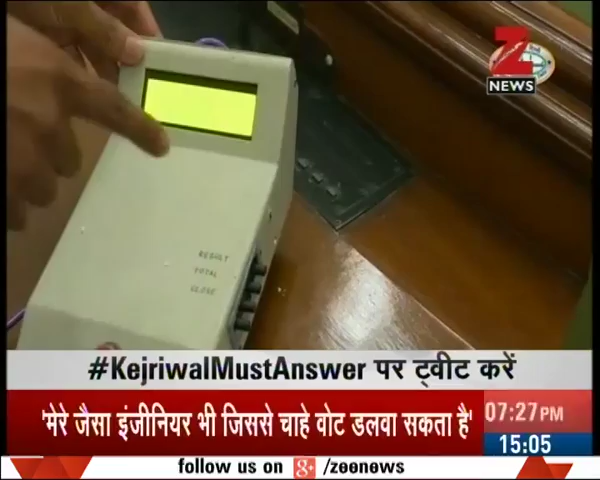 Z
NEWS
RESULT
TOTAL
CLOSE
#KejriwalMustAnswer पर ट्वीट करें
'मेरे जैसा इंजीनियर भी जिससे चाहे वोट डलवा सकता है'
07:27PM
15:05
follow us on g+ /zeenews